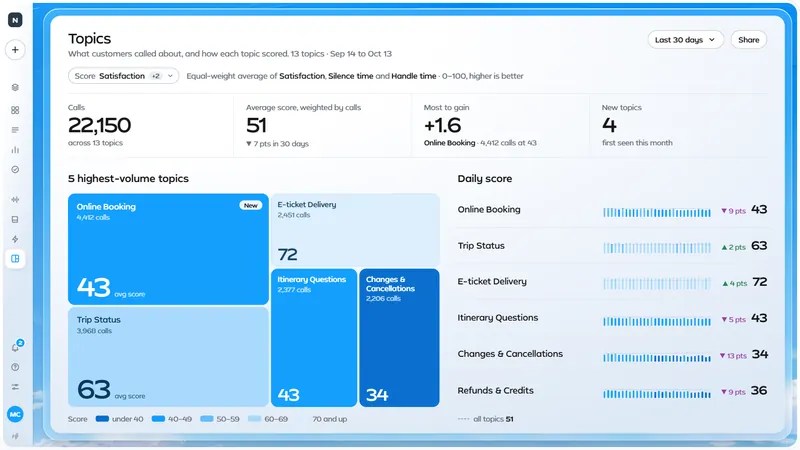 N
Topics
What customers called about, and how each topic scored. 13 topics · Sep 14 to Oct 13
Last 30 days
Share
Score Satisfaction +2
Equal-weight average of Satisfaction, Silence time and Handle time · 0–100, higher is better
Calls
22,150
across 13 topics
Average score, weighted by calls
51
▼ 7 pts in 30 days
Most to gain
+1.6
Online Booking · 4,412 calls at 43
New topics
4
first seen this month
5 highest-volume topics
Online Booking
New
4,412 calls
43 avg score
E-ticket Delivery
2,451 calls
72
Trip Status
3,968 calls
63 avg score
Itinerary Questions
2,377 calls
43
Changes &
Cancellations
2,206 calls
34
Score
under 40
40–49
50–59
60–69
70 and up
Daily score
Online Booking ▼ 9 pts 43
Trip Status ▲ 2 pts 63
E-ticket Delivery ▲ 4 pts 72
Itinerary Questions ▼ 5 pts 43
Changes & Cancellations ▼ 13 pts 34
Refunds & Credits ▼ 9 pts 36
all topics 51
2
MC